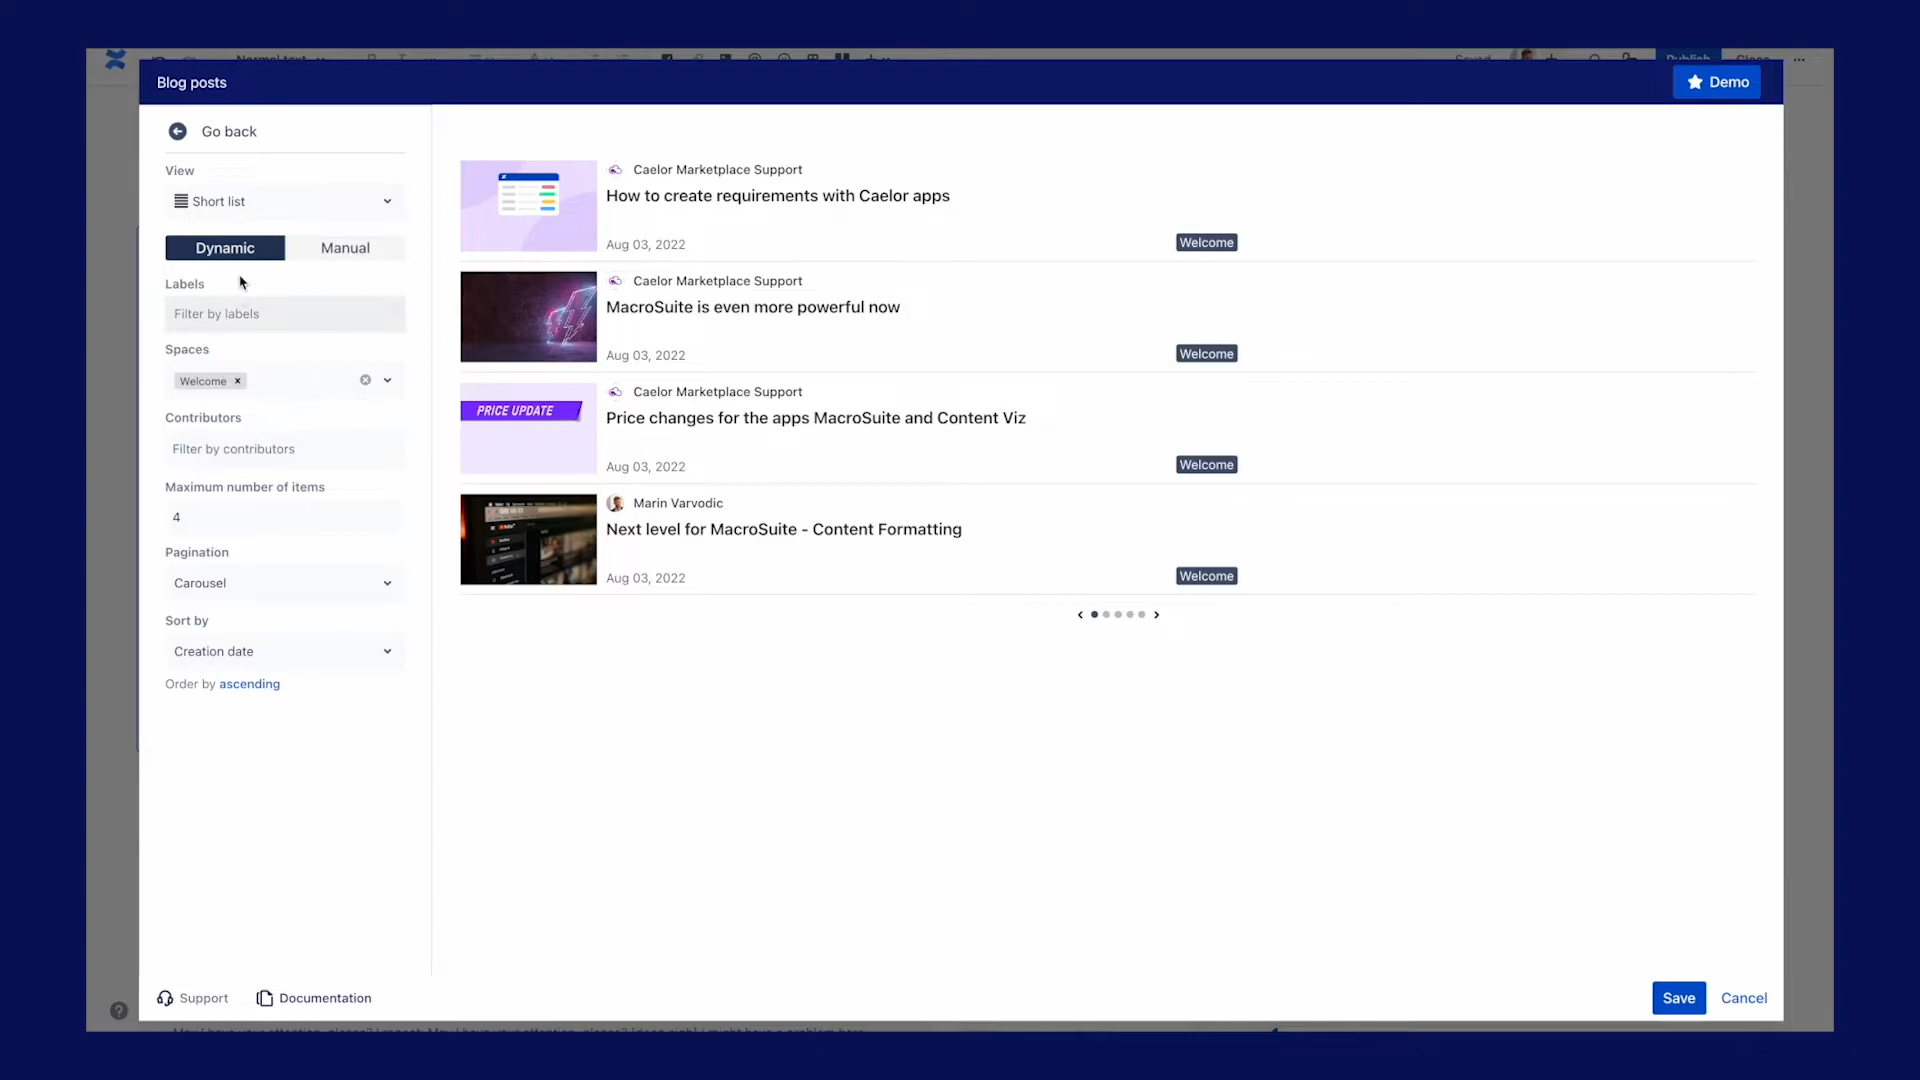 Normal text
Saved
Publish
Close
Blog posts
Demo
Go back
View
Short list
Dynamic
Manual
Labels
Filter by labels
Spaces
Welcome
Contributors
Filter by contributors
Maximum number of items
4
Pagination
Carousel
Sort by
Creation date
Order by ascending
Caelor Marketplace Support
How to create requirements with Caelor apps
Aug 03, 2022
Welcome
Caelor Marketplace Support
MacroSuite is even more powerful now
Aug 03, 2022
Welcome
PRICE UPDATE
Caelor Marketplace Support
Price changes for the apps MacroSuite and Content Viz
Aug 03, 2022
Welcome
Marin Varvodic
Next level for MacroSuite - Content Formatting
Aug 03, 2022
Welcome
Support
Documentation
Save
Cancel